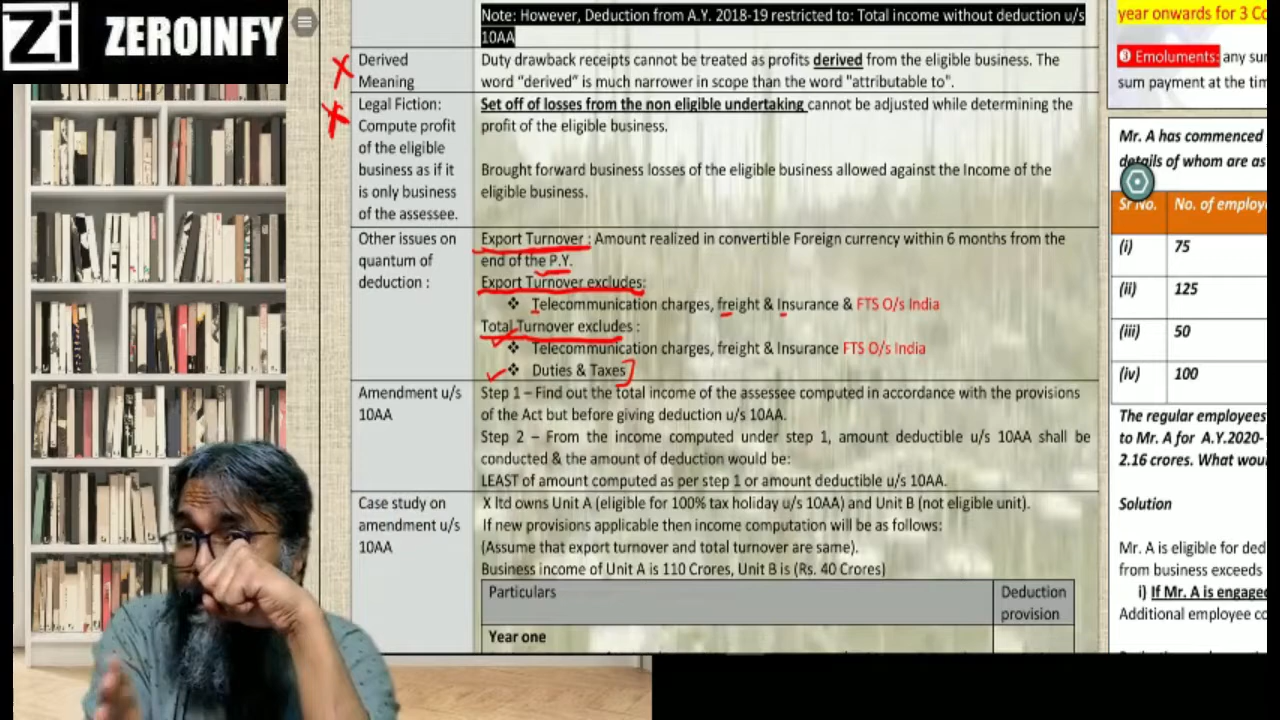 Zi ZEROINFY
Note: However, Deduction from A.Y. 2018-19 restricted to: Total income without deduction u/s
10AA
Derived
Meaning
Duty drawback receipts cannot be treated as profits derived from the eligible business. The
word “derived” is much narrower in scope than the word "attributable to".
Legal Fiction:
Compute profit
of the eligible
business as if it
is only business
of the assessee.
Set off of losses from the non eligible undertaking cannot be adjusted while determining the
profit of the eligible business.
Brought forward business losses of the eligible business allowed against the Income of the
eligible business.
Other issues on
quantum of
deduction :
Export Turnover : Amount realized in convertible Foreign currency within 6 months from the
end of the P.Y.
Export Turnover excludes:
❖ Telecommunication charges, freight & Insurance & FTS O/s India
Total Turnover excludes :
❖ Telecommunication charges, freight & Insurance FTS O/s India
❖ Duties & Taxes
Amendment u/s
10AA
Step 1 – Find out the total income of the assessee computed in accordance with the provisions
of the Act but before giving deduction u/s 10AA.
Step 2 – From the income computed under step 1, amount deductible u/s 10AA shall be
conducted & the amount of deduction would be:
LEAST of amount computed as per step 1 or amount deductible u/s 10AA.
Case study on
amendment u/s
10AA
X ltd owns Unit A (eligible for 100% tax holiday u/s 10AA) and Unit B (not eligible unit).
If new provisions applicable then income computation will be as follows:
(Assume that export turnover and total turnover are same).
Business income of Unit A is 110 Crores, Unit B is (Rs. 40 Crores)
Particulars
Deduction
provision
Year one
year onwards for 3 Co
❸ Emoluments: any sum
sum payment at the tim
Mr. A has commenced
details of whom are as
Sr No. No. of employ
(i) 75
(ii) 125
(iii) 50
(iv) 100
The regular employees
to Mr. A for A.Y.2020-
2.16 crores. What wou
Solution
Mr. A is eligible for ded
from business exceeds
i) If Mr. A is engage
Additional employee co